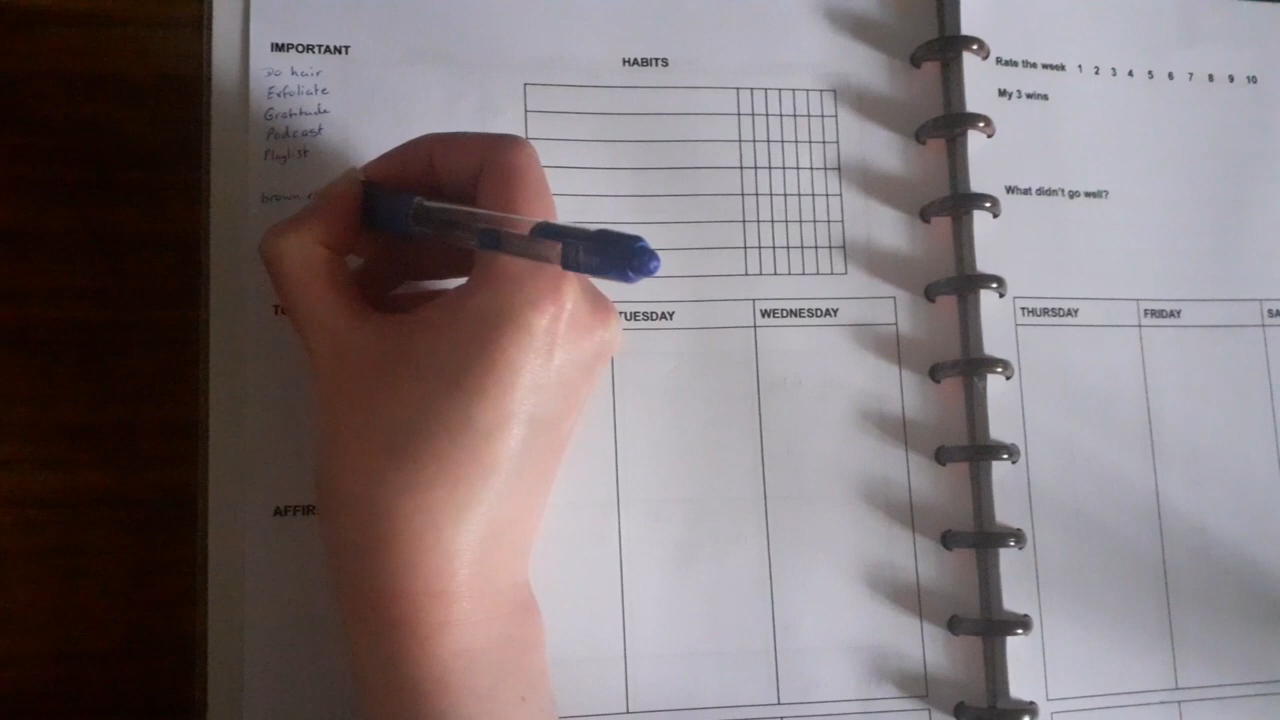 IMPORTANT
Do hair
Exfoliate
Gratitude
Podcast
Playlist
brown
HABITS
TUESDAY
WEDNESDAY
Rate the week 1 2 3 4 5 6 7 8 9 10
My 3 wins
What didn't go well?
THURSDAY
FRIDAY